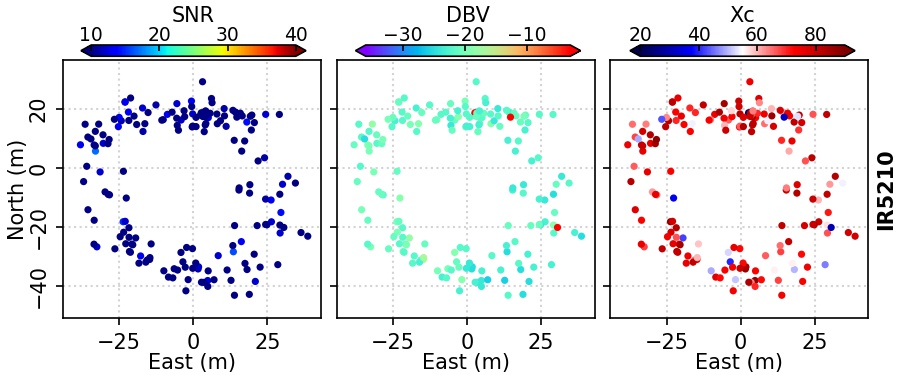 SNR DBV Xc
10 20 30 40 −30 −20 −10 20 40 60 80
20
0
−20
−40
North (m)
−25 0 25 −25 0 25 −25 0 25
East (m) East (m) East (m)
IR5210